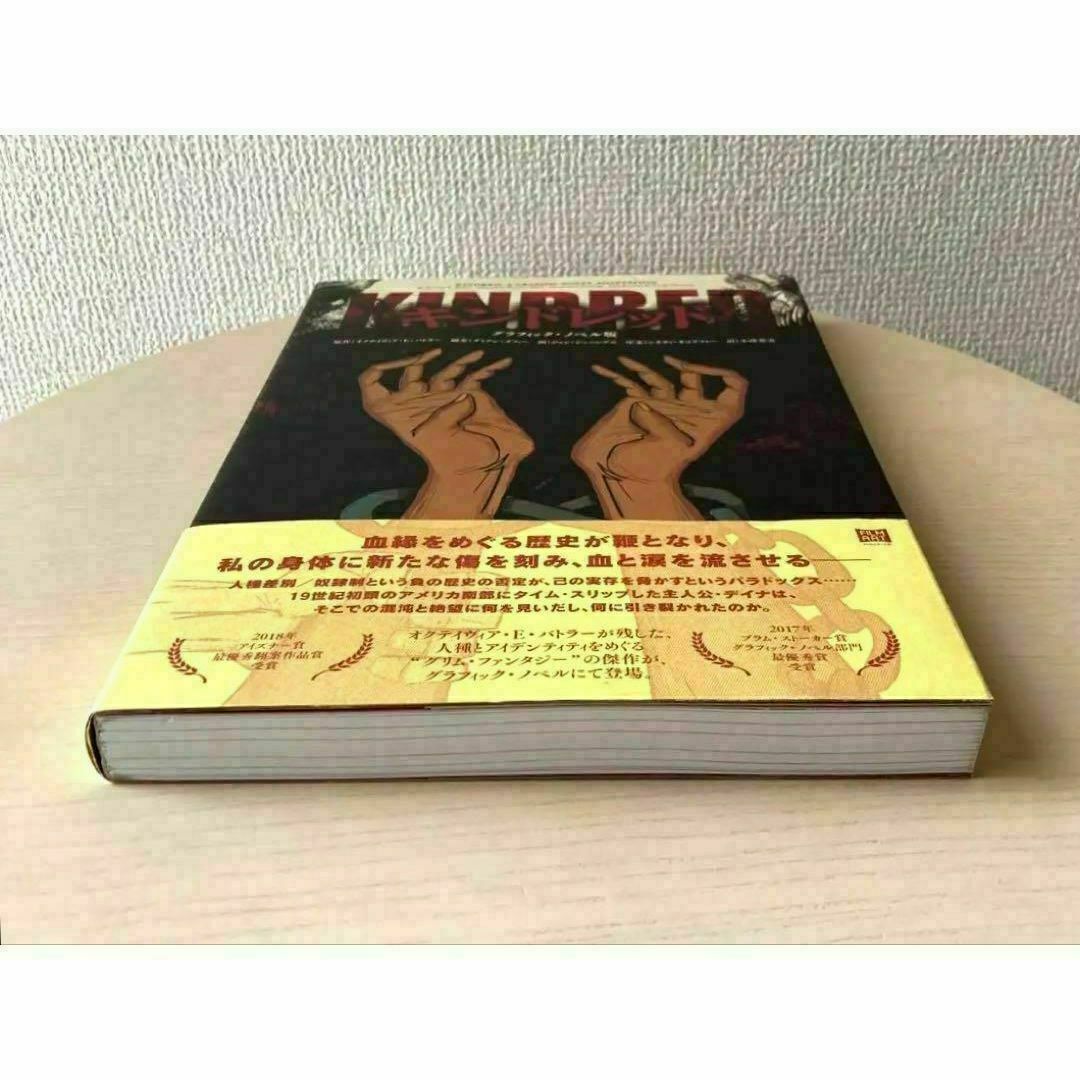 KINDRED
キンドレッド
グラフィック・ノベル版
血縁をめぐる歴史が鞭となり、
私の身体に新たな傷を刻み、血と涙を流させる――
人種差別／奴隷制という負の歴史の否定が、己の実存を脅かすというパラドックス……
19世紀初頭のアメリカ南部にタイム・スリップした主人公・デイナは、
そこでの混沌と絶望に何を見いだし、何に引き裂かれたのか。
オクテイヴィア・E・バトラーが残した、
人種とアイデンティティをめぐる
“グリム・ファンタジー”の傑作が、
グラフィック・ノベルにて登場。
2018年
アイスナー賞
最優秀翻案作品賞
受賞
2017年
ブラム・ストーカー賞
グラフィック・ノベル部門
最優秀賞
受賞
FILM
ART